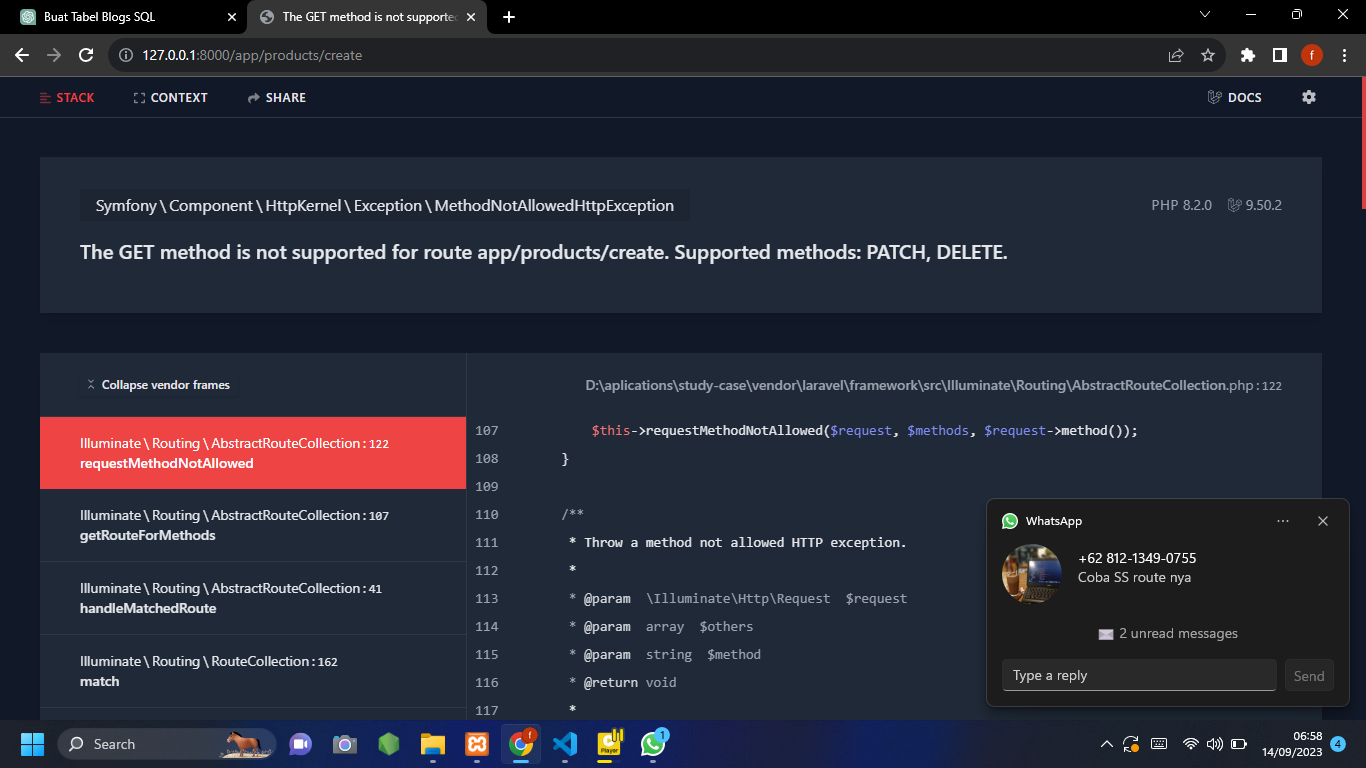 Buat Tabel Blogs SQL
The GET method is not supported
127.0.0.1:8000/app/products/create
f
STACK
CONTEXT
SHARE
DOCS
Symfony\Component\HttpKernel\Exception\MethodNotAllowedHttpException
PHP 8.2.0
9.50.2
The GET method is not supported for route app/products/create. Supported methods: PATCH, DELETE.
Collapse vendor frames
D:\aplications\study-case\vendor\laravel\framework\src\Illuminate\Routing\AbstractRouteCollection.php:122
Illuminate\Routing\AbstractRouteCollection:122
requestMethodNotAllowed
Illuminate\Routing\AbstractRouteCollection:107
getRouteForMethods
Illuminate\Routing\AbstractRouteCollection:41
handleMatchedRoute
Illuminate\Routing\RouteCollection:162
match
107 $this->requestMethodNotAllowed($request, $methods, $request->method());
108 }
109
110 /**
111 * Throw a method not allowed HTTP exception.
112 *
113 * @param \Illuminate\Http\Request $request
114 * @param array $others
115 * @param string $method
116 * @return void
117 *
WhatsApp
+62 812-1349-0755
Coba SS route nya
2 unread messages
Type a reply
Send
Search
f
Player
1
06:58
14/09/2023
4